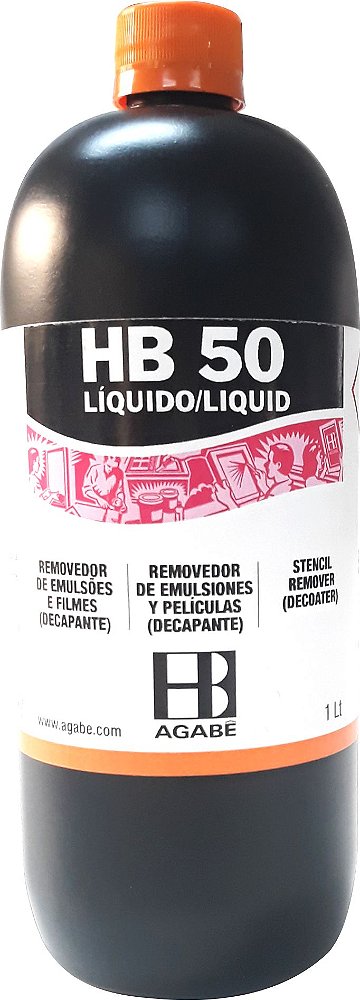 HB 50
LÍQUIDO/LIQUID
REMOVEDOR
DE EMULSÕES
E FILMES
(DECAPANTE)
REMOVEDOR
DE EMULSIONES
Y PELÍCULAS
(DECAPANTE)
STENCIL
REMOVER
(DECOATER)
HB
AGABÊ
www.agabe.com
1 Lt